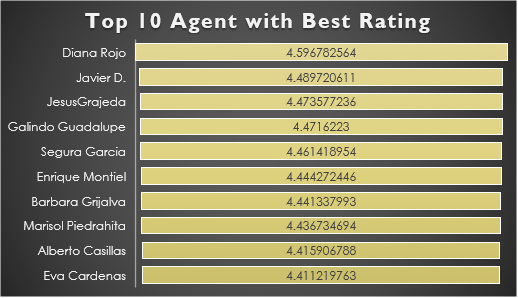 Top 10 Agent with Best Rating
Diana Rojo 4.596782564
Javier D. 4.489720611
JesusGrajeda 4.473577236
Galindo Guadalupe 4.4716223
Segura Garcia 4.461418954
Enrique Montiel 4.444272446
Barbara Grijalva 4.441337993
Marisol Piedrahita 4.436734694
Alberto Casillas 4.415906788
Eva Cardenas 4.411219763